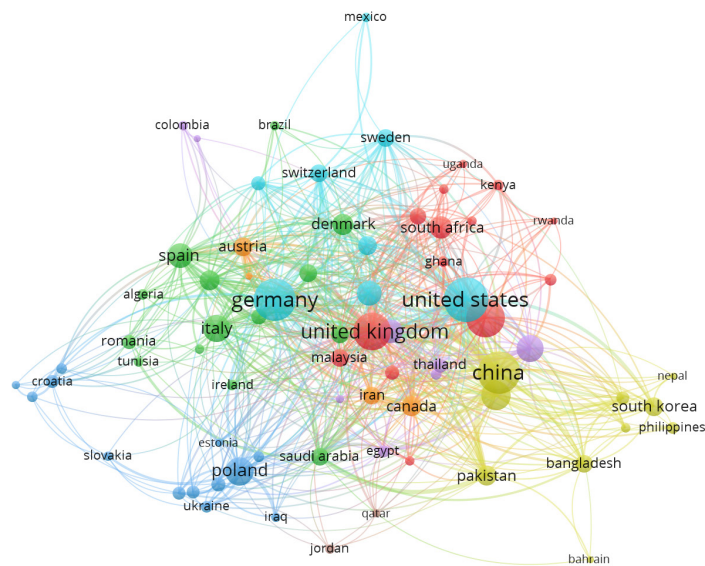 mexico
colombia
brazil
sweden
switzerland
uganda
kenya
denmark
south africa
rwanda
austria
spain
ghana
algeria
germany
united states
italy
united kingdom
romania
tunisia
malaysia
thailand
china
nepal
croatia
ireland
iran
canada
south korea
philippines
estonia
slovakia
saudi arabia
egypt
poland
pakistan
bangladesh
ukraine
iraq
qatar
jordan
bahrain